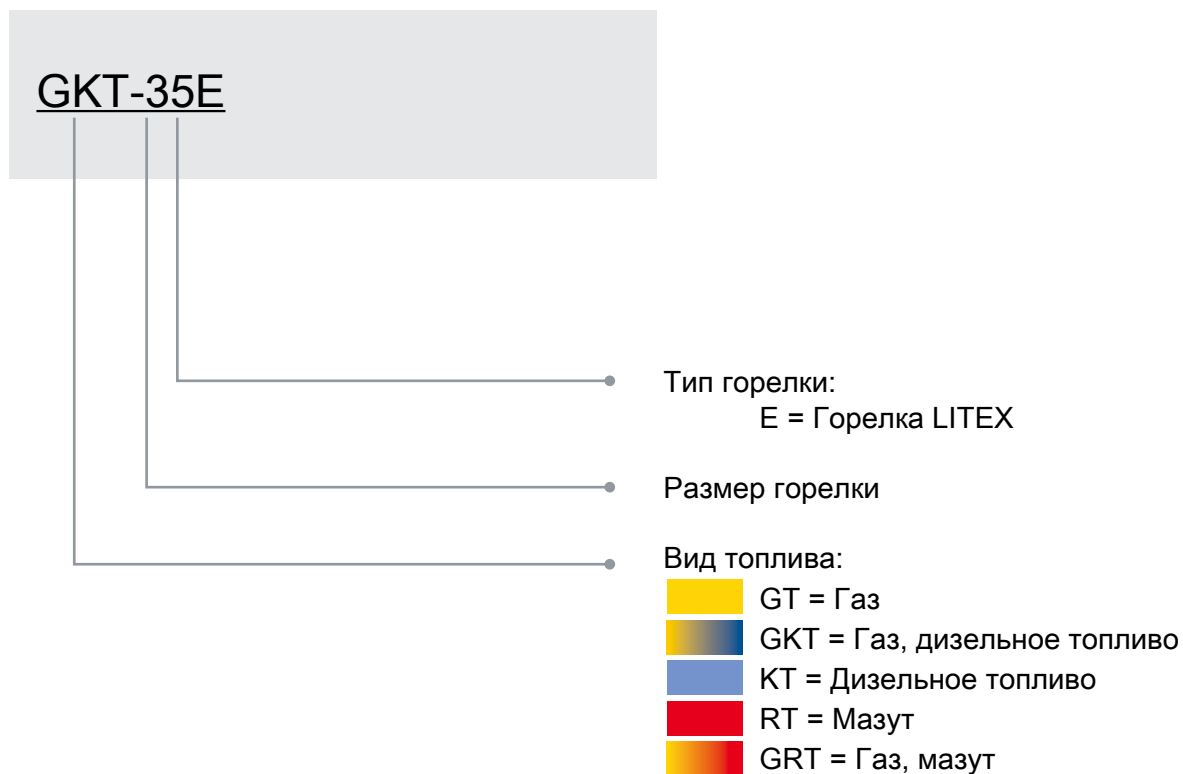 GKT-35E
Тип горелки:
E = Горелка LITEX
Размер горелки
Вид топлива:
GT = Газ
GKT = Газ, дизельное топливо
KT = Дизельное топливо
RT = Мазут
GRT = Газ, мазут